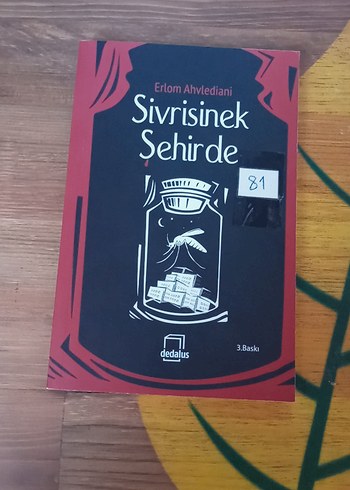 Erlom Ahvlediani
Sivrisinek
Şehirde
81
dedalus
3.Baskı